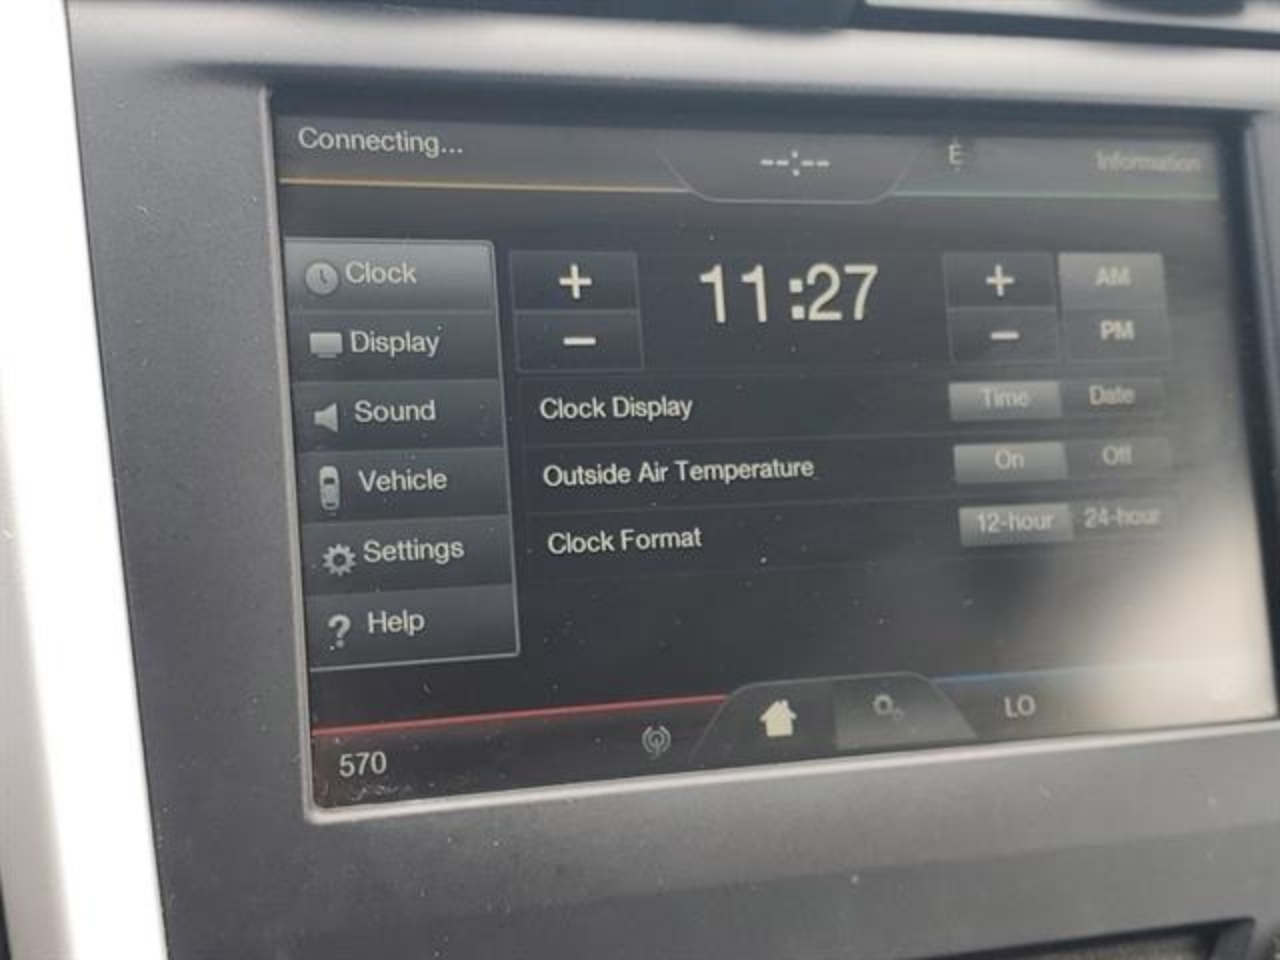 Connecting...
--:--
E
Information
Clock
+
11:27
+
AM
Display
−
−
PM
Sound
Clock Display
Time
Date
Vehicle
Outside Air Temperature
On
Off
Settings
Clock Format
12-hour
24-hour
? Help
570
LO